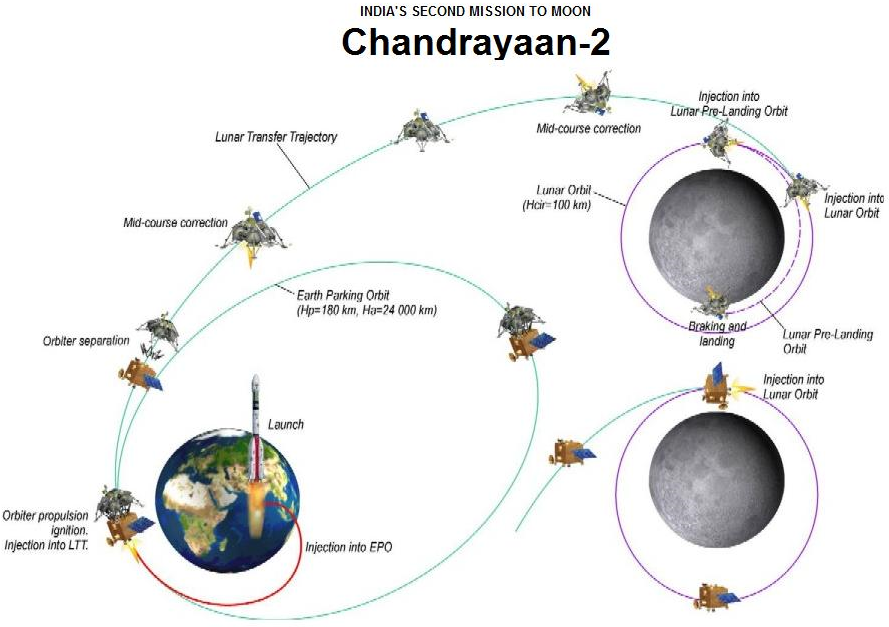 INDIA'S SECOND MISSION TO MOON
Chandrayaan-2
Injection into
Lunar Pre-Landing Orbit
Mid-course correction
Lunar Transfer Trajectory
Lunar Orbit
(Hcir=100 km)
Injection into
Lunar Orbit
Mid-course correction
Earth Parking Orbit
(Hp=180 km, Ha=24 000 km)
Orbiter separation
Braking and
landing
Lunar Pre-Landing
Orbit
Injection into
Lunar Orbit
Launch
Orbiter propulsion
ignition.
Injection into LTT.
Injection into EPO